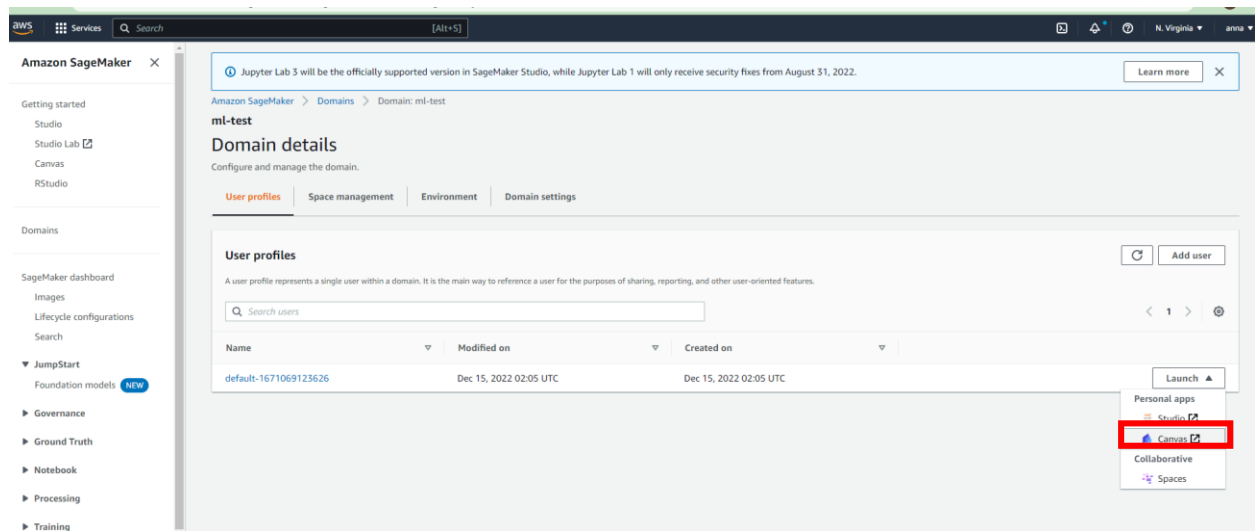 aws Services Search [Alt+S] N. Virginia anna
Amazon SageMaker
Getting started
Studio
Studio Lab
Canvas
RStudio
Domains
SageMaker dashboard
Images
Lifecycle configurations
Search
JumpStart
Foundation models NEW
Governance
Ground Truth
Notebook
Processing
Training
Jupyter Lab 3 will be the officially supported version in SageMaker Studio, while Jupyter Lab 1 will only receive security fixes from August 31, 2022. Learn more
Amazon SageMaker > Domains > Domain: ml-test
ml-test
Domain details
Configure and manage the domain.
User profiles Space management Environment Domain settings
User profiles Add user
A user profile represents a single user within a domain. It is the main way to reference a user for the purposes of sharing, reporting, and other user-oriented features.
Search users 1
Name Modified on Created on
default-1671069123626 Dec 15, 2022 02:05 UTC Dec 15, 2022 02:05 UTC Launch
Personal apps
Studio
Canvas
Collaborative
Spaces